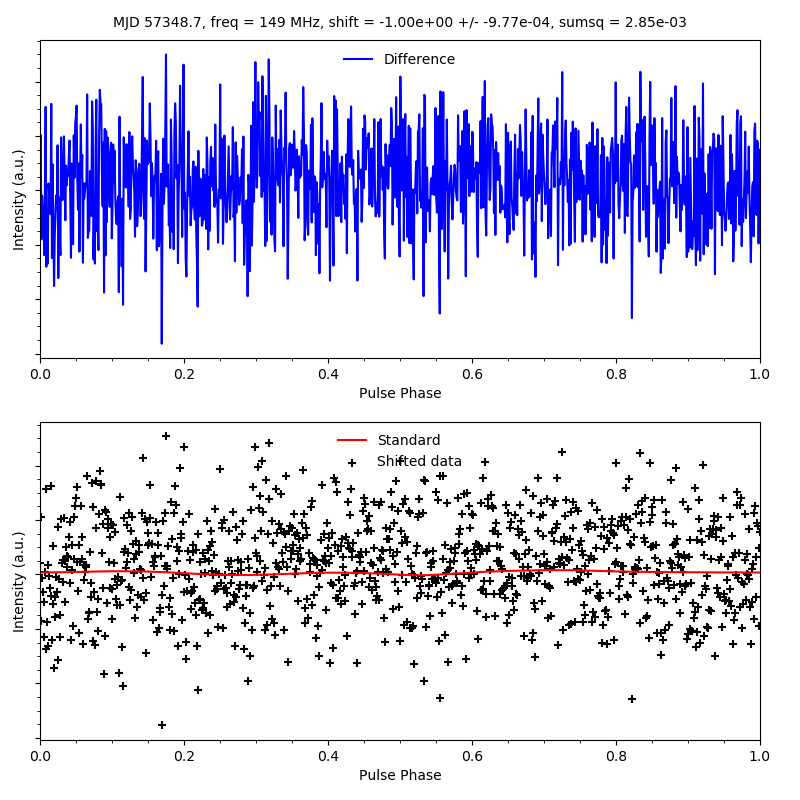 MJD 57348.7, freq = 149 MHz, shift = -1.00e+00 +/- -9.77e-04, sumsq = 2.85e-03
Difference
Intensity (a.u.)
0.0 0.2 0.4 0.6 0.8 1.0
Pulse Phase
Standard
Shifted data
Intensity (a.u.)
0.0 0.2 0.4 0.6 0.8 1.0
Pulse Phase